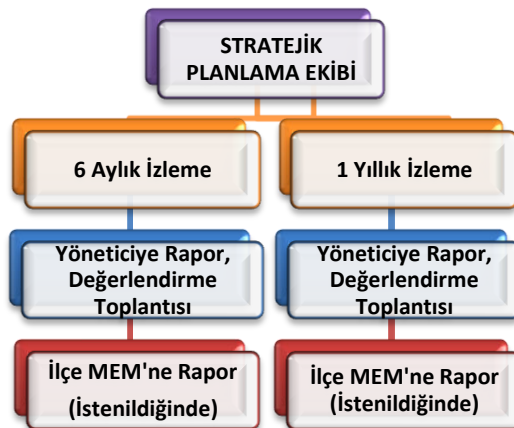 STRATEJİK
PLANLAMA EKİBİ
6 Aylık İzleme
1 Yıllık İzleme
Yöneticiye Rapor,
Değerlendirme
Toplantısı
Yöneticiye Rapor,
Değerlendirme
Toplantısı
İlçe MEM'ne Rapor
(İstenildiğinde)
İlçe MEM'ne Rapor
(İstenildiğinde)